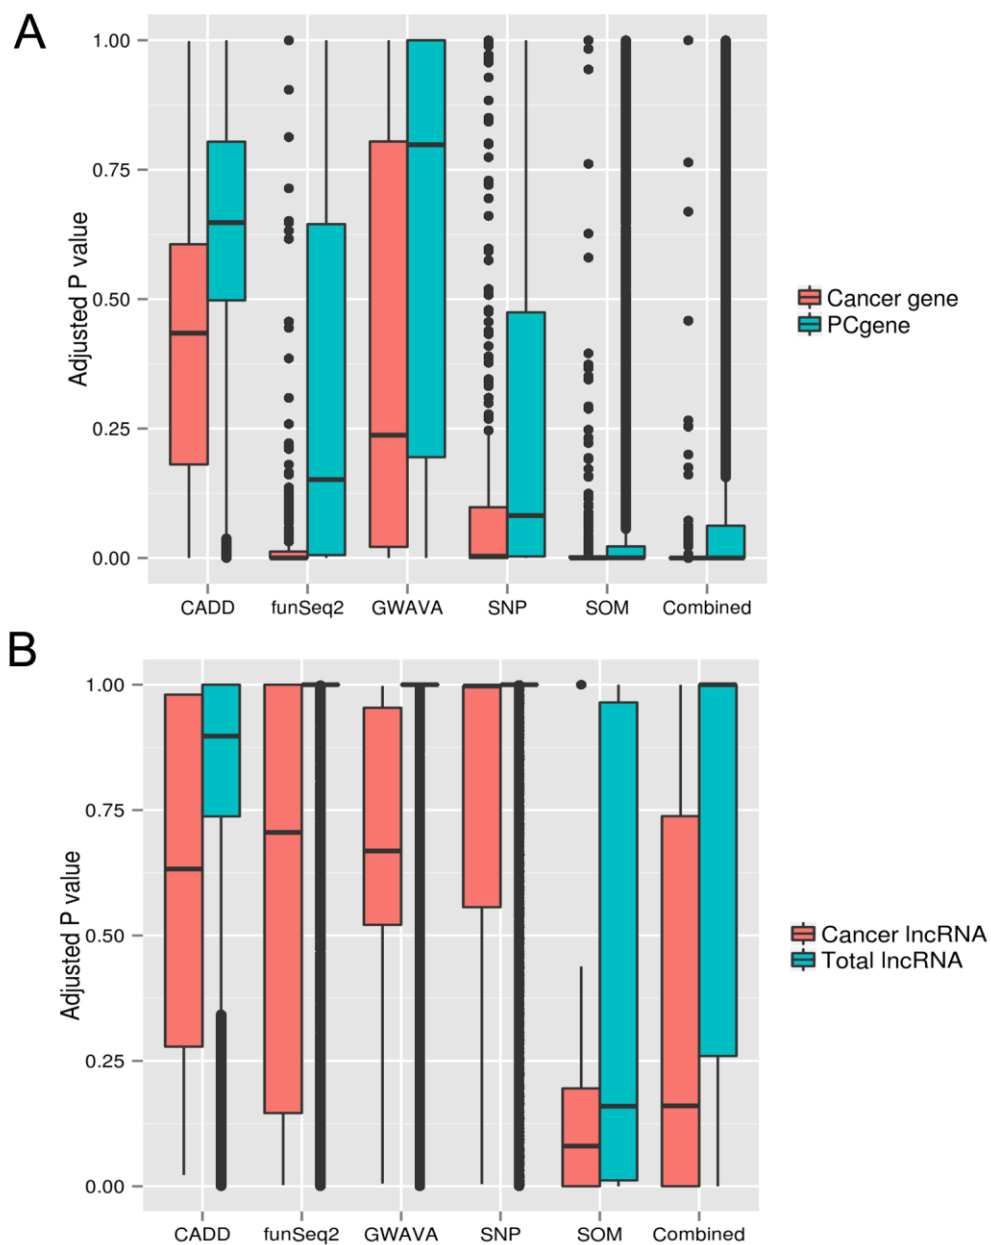 A
1.00
0.75
0.50
0.25
0.00
Adjusted P value
CADD funSeq2 GWAVA SNP SOM Combined
Cancer gene
PCgene
B
1.00
0.75
0.50
0.25
0.00
Adjusted P value
CADD funSeq2 GWAVA SNP SOM Combined
Cancer lncRNA
Total lncRNA